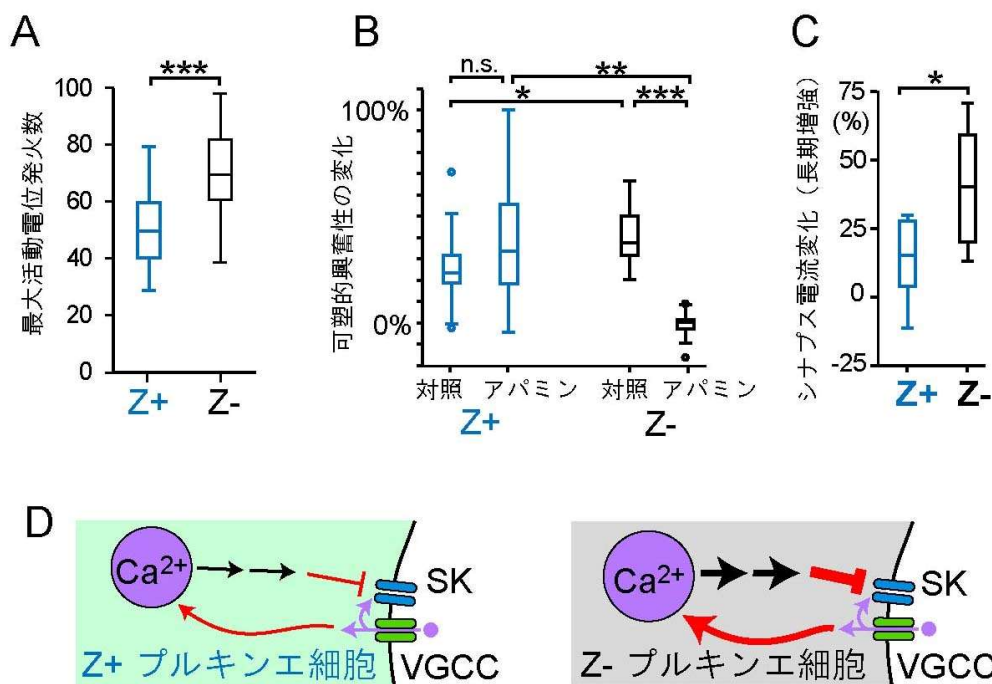 A
最大活動電位発火数
100
80
60
40
20
0
***
Z+
Z-
B
可塑的興奮性の変化
100%
0%
n.s.
**
*
***
対照
アパミン
対照
アパミン
Z+
Z-
C
シナプス電流変化（長期増強）
75
(%)
50
25
0
-25
*
Z+
Z-
D
Ca2+
SK
VGCC
Z+ プルキンエ細胞
Ca2+
SK
VGCC
Z- プルキンエ細胞